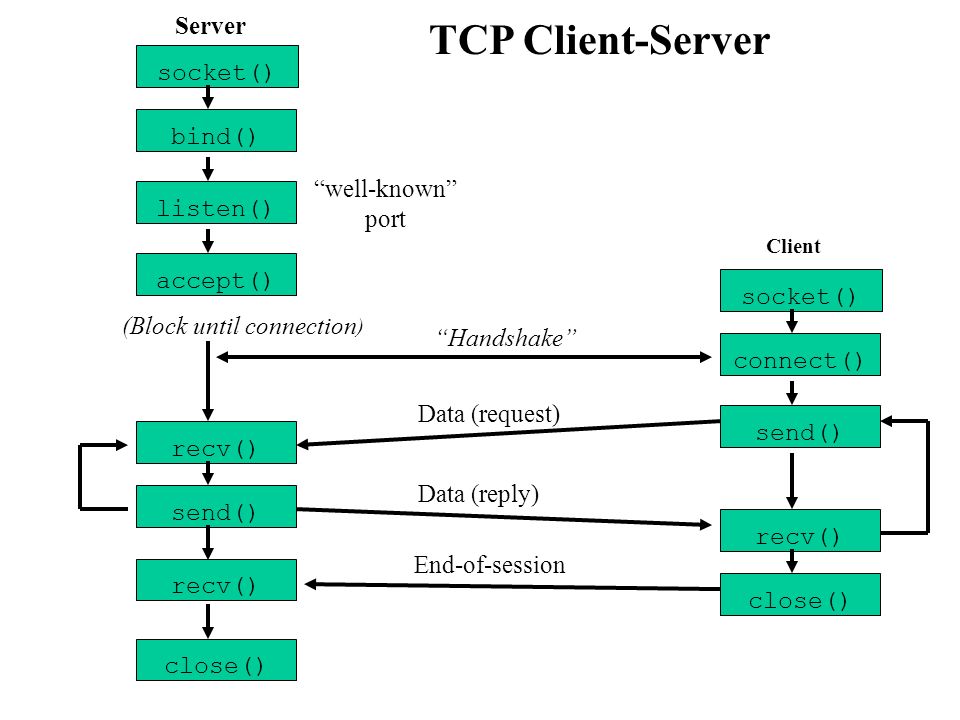 Server
TCP Client-Server
socket()
bind()
listen()
“well-known”
port
accept()
Client
socket()
(Block until connection)
“Handshake”
connect()
Data (request)
send()
recv()
Data (reply)
send()
recv()
End-of-session
recv()
close()
close()